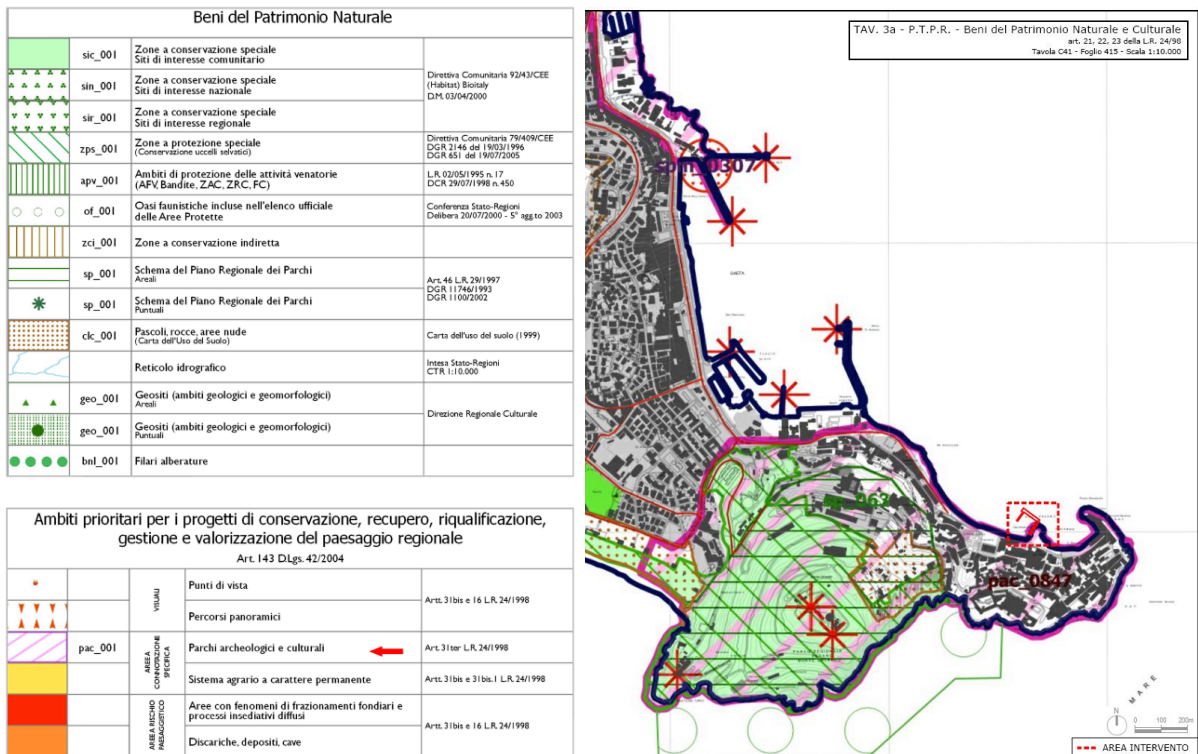 Beni del Patrimonio Naturale
sic_001 Zone a conservazione speciale
Siti di interesse comunitario
sin_001 Zone a conservazione speciale
Siti di interesse nazionale
sir_001 Zone a conservazione speciale
Siti di interesse regionale
Direttiva Comunitaria 92/43/CEE
(Habitat) Bioitaly
D.M. 03/04/2000
zps_001 Zona a protezione speciale
(Conservazione uccelli selvatici)
Direttiva Comunitaria 79/409/CEE
DGR 2146 del 19/03/1996
DGR 651 del 19/07/2005
apv_001 Ambiti di protezione delle attività venatorie
(AFV, Bandite, ZAC, ZRC, FC)
L.R. 02/05/1995 n. 17
DCR 29/07/1998 n. 450
of_001 Oasi faunistiche incluse nell'elenco ufficiale
delle Aree Protette
Conferenza Stato-Regioni
Delibera 20/07/2000 - 5° agg.to 2003
zci_001 Zone a conservazione indiretta
sp_001 Schema del Piano Regionale dei Parchi
Areali
sp_001 Schema del Piano Regionale dei Parchi
Puntuali
Art. 46 L.R. 29/1997
DGR 11746/1993
DGR 1100/2002
clc_001 Pascoli, rocce, aree nude
(Carta dell'Uso del Suolo)
Carta dell'uso del suolo (1999)
Reticolo idrografico
Intesa Stato-Regioni
CTR 1:10.000
geo_001 Geositi (ambiti geologici e geomorfologici)
Areali
geo_001 Geositi (ambiti geologici e geomorfologici)
Puntuali
Direzione Regionale Culturale
bnl_001 Filari alberature
Ambiti prioritari per i progetti di conservazione, recupero, riqualificazione,
gestione e valorizzazione del paesaggio regionale
Art. 143 D.Lgs. 42/2004
VISUALI
Punti di vista
Percorsi panoramici
Artt. 31bis e 16 L.R. 24/1998
pac_001
AREE A
CONNOTAZIONE
SPECIFICA
Parchi archeologici e culturali
Art. 31ter L.R. 24/1998
Sistema agrario a carattere permanente
Artt. 31bis e 31bis.1 L.R. 24/1998
AREE A RISCHIO
PAESAGGISTICO
Aree con fenomeni di frazionamenti fondiari e
processi insediativi diffusi
Discariche, depositi, cave
Artt. 31bis e 16 L.R. 24/1998
TAV. 3a - P.T.P.R. - Beni del Patrimonio Naturale e Culturale
art. 21, 22, 23 della L.R. 24/98
Tavola C41 - Foglio 415 - Scala 1:10.000
spm_0307
GAETA
sp_063
pac_0847
MARE
N
0 100 200m
AREA INTERVENTO